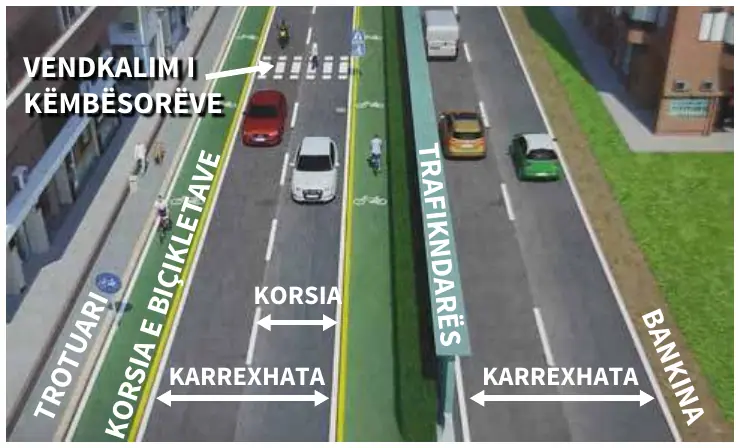 VENDKALIM I
KËMBËSORËVE
TROTUARI
KORSIA E BIÇIKLETAVE
KORSIA
KARREXHATA
TRAFIKNDARËS
KARREXHATA
BANKINA